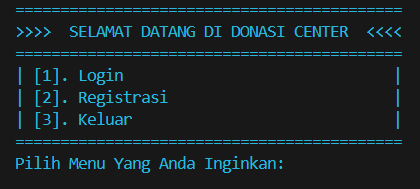 ===========================================
>>>>  SELAMAT DATANG DI DONASI CENTER  <<<<
===========================================
| [1]. Login                              |
| [2]. Registrasi                         |
| [3]. Keluar                             |
===========================================
Pilih Menu Yang Anda Inginkan: